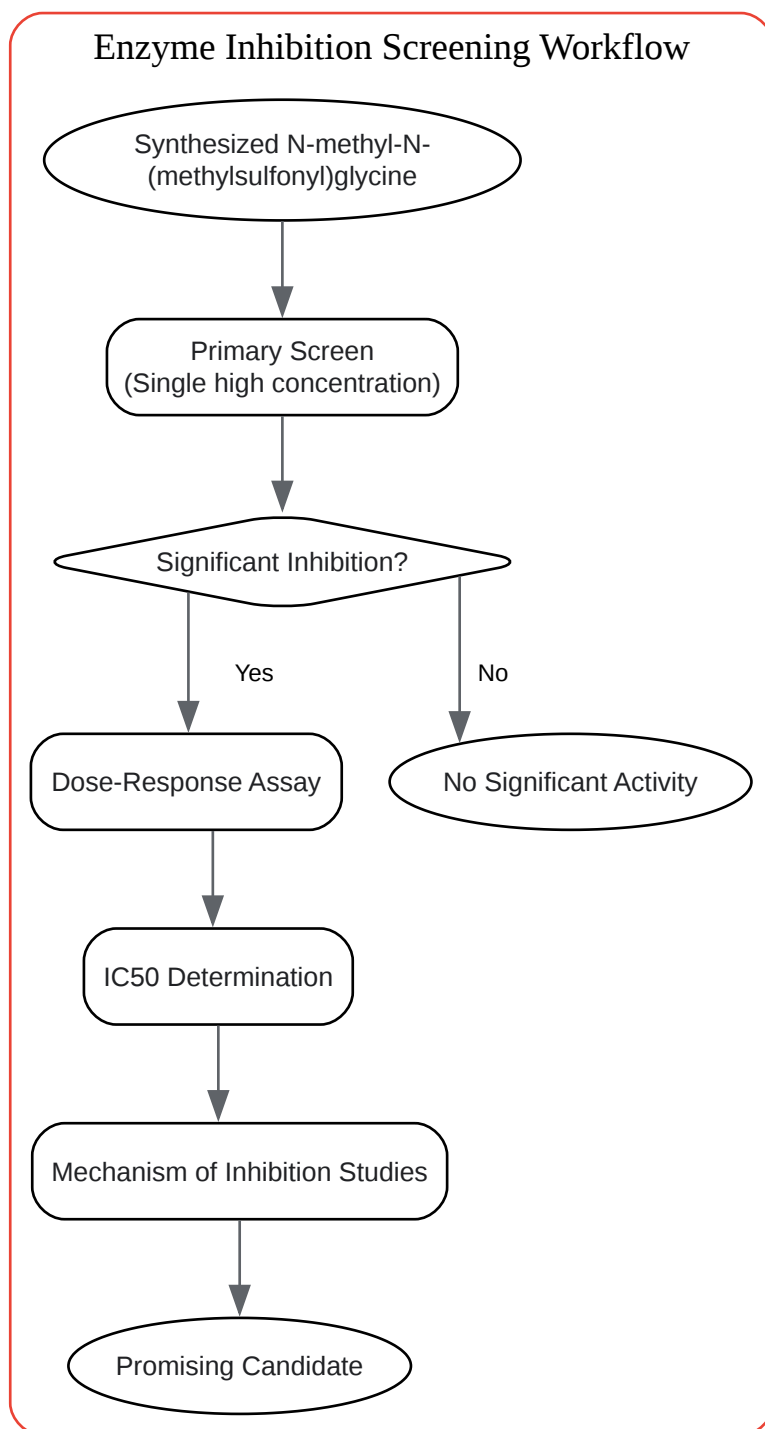 Enzyme Inhibition Screening Workflow
Synthesized N-methyl-N-
(methylsulfonyl)glycine
Primary Screen
(Single high concentration)
Significant Inhibition?
Yes
No
Dose-Response Assay
No Significant Activity
IC50 Determination
Mechanism of Inhibition Studies
Promising Candidate